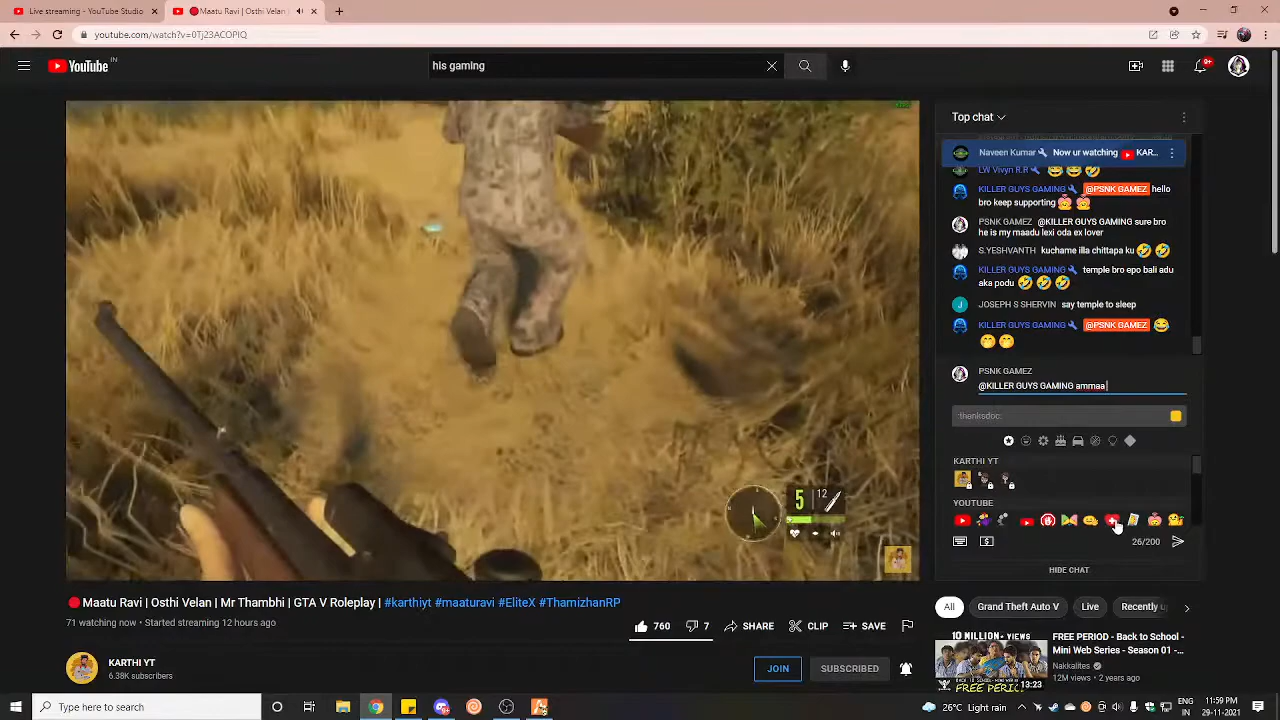 Live streaming - YouTube Studio
Maatu Ravi | Osthi Velan |
youtube.com/watch?v=0Tj23ACOPIQ
YouTube IN
hls gaming
9+
Top chat
Naveen Kumar Now ur watching KAR...
LW Vivyn R.R
KILLER GUYS GAMING @PSNK GAMEZ hello
bro keep supporting
PSNK GAMEZ @KILLER GUYS GAMING sure bro
he is my maadu lexi oda ex lover
S.YESHVANTH kuchame illa chittapa ku 🤣🤣
KILLER GUYS GAMING temple bro epo bali adu
aka podu 🤣🤣🤣
J JOSEPH S SHERVIN say temple to sleep
KILLER GUYS GAMING @PSNK GAMEZ 😂
🤭🤭
PSNK GAMEZ
@KILLER GUYS GAMING ammaa
:thanksdoc:
KARTHI YT
YOUTUBE
26/200
HIDE CHAT
5 12
🔴 Maatu Ravi | Osthi Velan | Mr Thambhi | GTA V Roleplay | #karthiyt #maaturavi #EliteX #ThamizhanRP
71 watching now • Started streaming 12 hours ago
760 7 SHARE CLIP SAVE
KARTHI YT
6.38K subscribers
JOIN SUBSCRIBED
All Grand Theft Auto V Live Recently u
10 MILLION+ VIEWS
FREE PERI
13:23
FREE PERIOD - Back to School -
Mini Web Series - Season 01 -...
Nakkalites
12M views • 2 years ago
Type here to search
26°C Light rain
ENG
IN
11:59 PM
29-11-2021